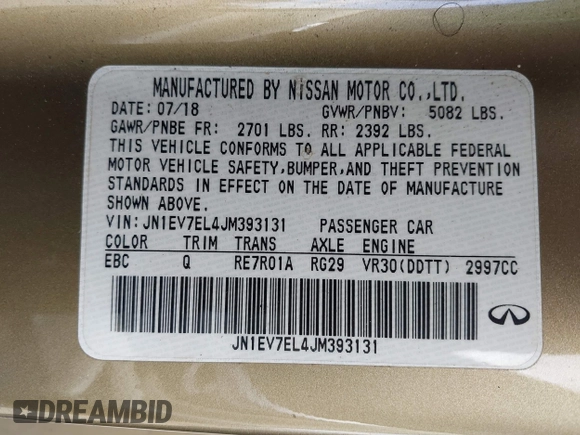 MANUFACTURED BY NISSAN MOTOR CO.,LTD.
DATE: 07/18 GVWR/PNBV: 5082 LBS.
GAWR/PNBE FR: 2701 LBS. RR: 2392 LBS.
THIS VEHICLE CONFORMS TO ALL APPLICABLE FEDERAL
MOTOR VEHICLE SAFETY,BUMPER,AND THEFT PREVENTION
STANDARDS IN EFFECT ON THE DATE OF MANUFACTURE
SHOWN ABOVE.
VIN: JN1EV7EL4JM393131 PASSENGER CAR
COLOR TRIM TRANS AXLE ENGINE
EBC Q RE7R01A RG29 VR30(DDTT) 2997CC
JN1EV7EL4JM393131
DREAMBID